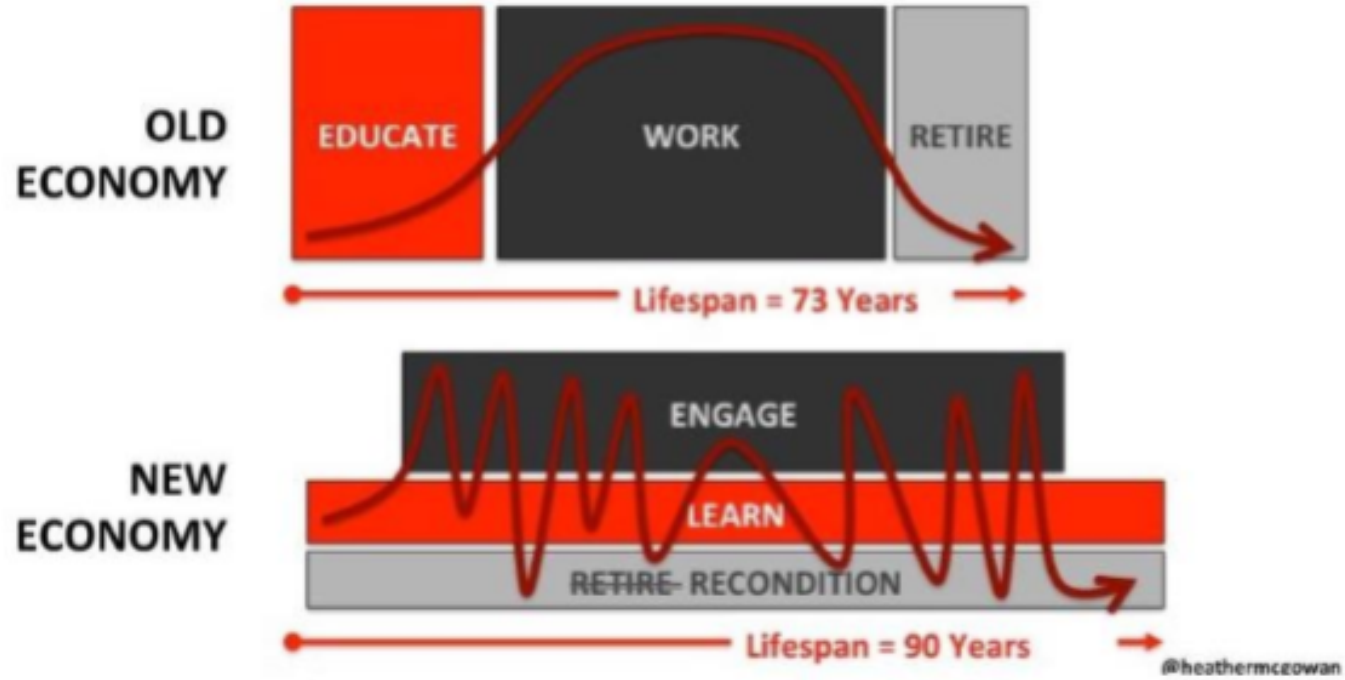 OLD
ECONOMY
EDUCATE
WORK
RETIRE
Lifespan = 73 Years
NEW
ECONOMY
ENGAGE
LEARN
RETIRE RECONDITION
Lifespan = 90 Years
@heathermcgowan